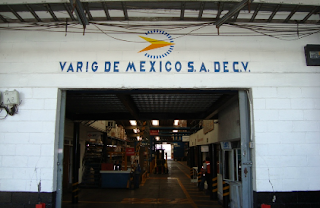 VARIG DE MEXICO S.A. DE C.V.